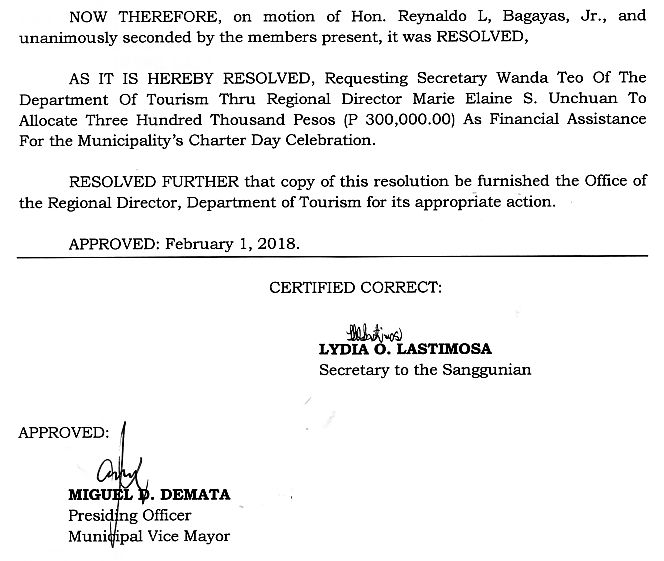 NOW THEREFORE, on motion of Hon. Reynaldo L, Bagayas, Jr., and
unanimously seconded by the members present, it was RESOLVED,
AS IT IS HEREBY RESOLVED, Requesting Secretary Wanda Teo Of The
Department Of Tourism Thru Regional Director Marie Elaine S. Unchuan To
Allocate Three Hundred Thousand Pesos (P 300,000.00) As Financial Assistance
For the Municipality's Charter Day Celebration.
RESOLVED FURTHER that copy of this resolution be furnished the Office of
the Regional Director, Department of Tourism for its appropriate action.
APPROVED: February 1, 2018.
CERTIFIED CORRECT:
LYDIA O. LASTIMOSA
Secretary to the Sanggunian
APPROVED:
MIGUEL D. DEMATA
Presiding Officer
Municipal Vice Mayor